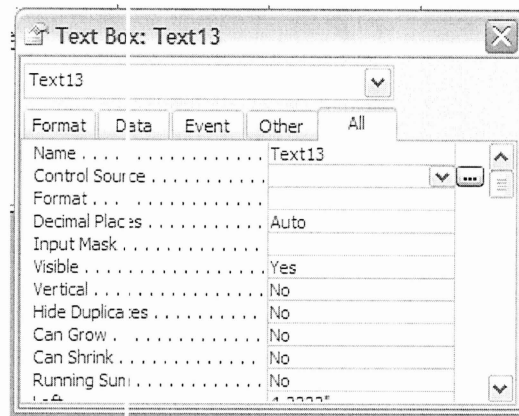 Text Box: Text13
Text13
Format Data Event Other All
Name . . . . . . . . . . . . . . . . . . Text13
Control Source . . . . . . . . . . . .
Format . . . . . . . . . . . . . . . . .
Decimal Places . . . . . . . . . . . Auto
Input Mask . . . . . . . . . . . . . .
Visible . . . . . . . . . . . . . . . . . . Yes
Vertical . . . . . . . . . . . . . . . . . No
Hide Duplicates . . . . . . . . . . . No
Can Grow . . . . . . . . . . . . . . . No
Can Shrink . . . . . . . . . . . . . . No
Running Sum . . . . . . . . . . . . . No